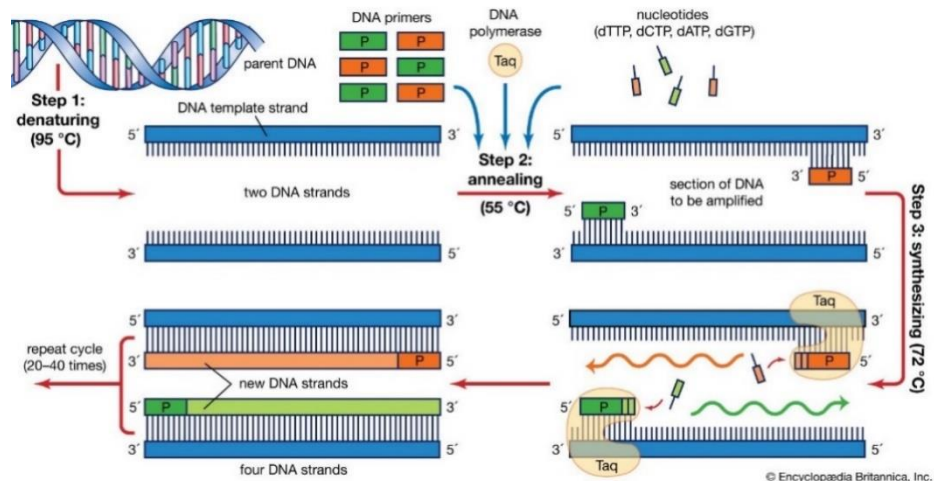 parent DNA
Step 1:
denaturing
(95 °C)
DNA template strand
5′
3′
two DNA strands
3′
5′
DNA primers
P
P
P
P
P
P
DNA
polymerase
Taq
nucleotides
(dTTP, dCTP, dATP, dGTP)
Step 2:
annealing
(55 °C)
5′
3′
3′
P
5′
section of DNA
to be amplified
5′
P
3′
3′
5′
Step 3: synthesizing (72 °C)
5′
3′
Taq
P
5′
5′
P
3′
5′
Taq
5′
3′
3′
P
5′
new DNA strands
5′
P
3′
3′
5′
four DNA strands
repeat cycle
(20–40 times)
© Encyclopædia Britannica, Inc.